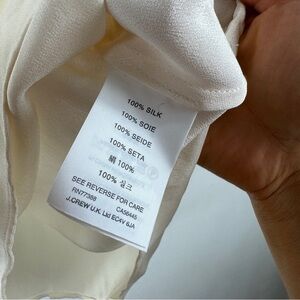 100% SILK
100% SOIE
100% SEIDE
100% SETA
絹 100%
100% 실크
SEE REVERSE FOR CARE
RN77388 CA56445
J.CREW U.K. Ltd EC4V 6JA